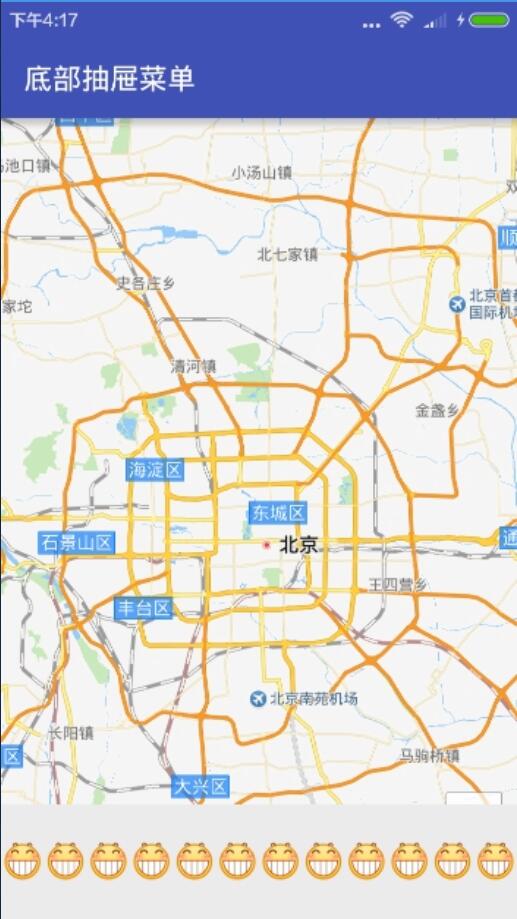 下午4:17
底部抽屉菜单
池口镇
小汤山镇
双
顺
北七家镇
史各庄乡
家坨
北京首都
国际机场
清河镇
金盏乡
海淀区
东城区
石景山区
北京
通
王四营乡
丰台区
北京南苑机场
长阳镇
区
马驹桥镇
大兴区